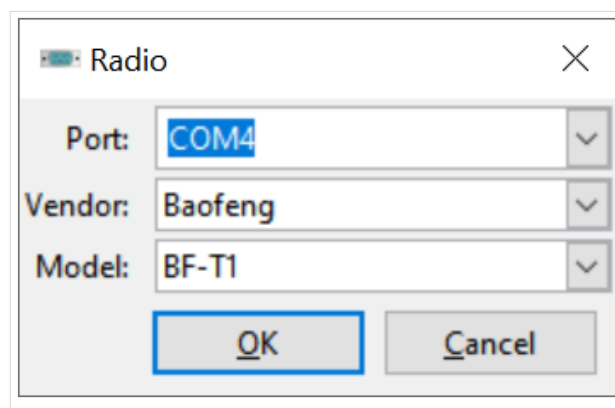 Radio
Port: COM4
Vendor: Baofeng
Model: BF-T1
OK Cancel